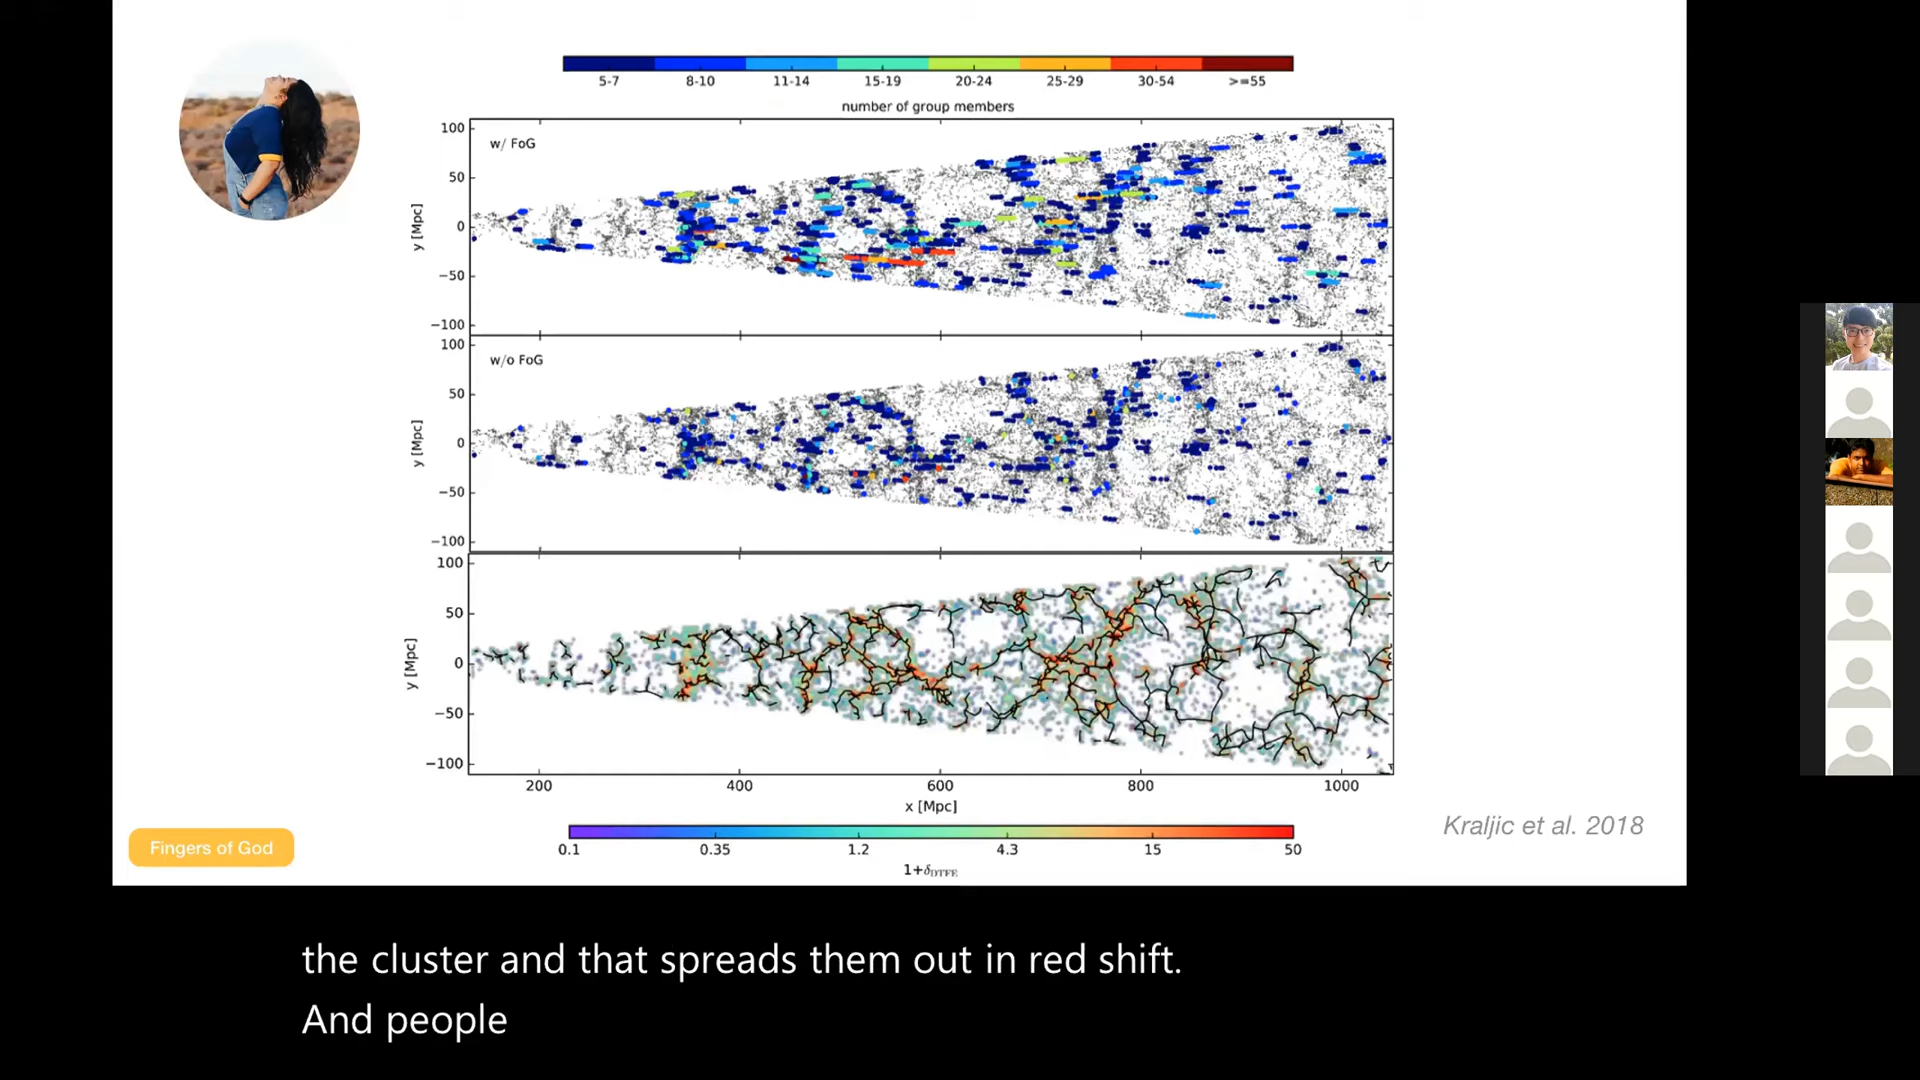 5-7 8-10 11-14 15-19 20-24 25-29 30-54 >=55
number of group members
w/ FoG
100
50
0
−50
−100
y [Mpc]
w/o FoG
100
50
0
−50
−100
y [Mpc]
100
50
0
−50
−100
y [Mpc]
200 400 600 800 1000
x [Mpc]
0.1 0.35 1.2 4.3 15 50
1+δDTFE
Kraljic et al. 2018
Fingers of God
the cluster and that spreads them out in red shift.
And people